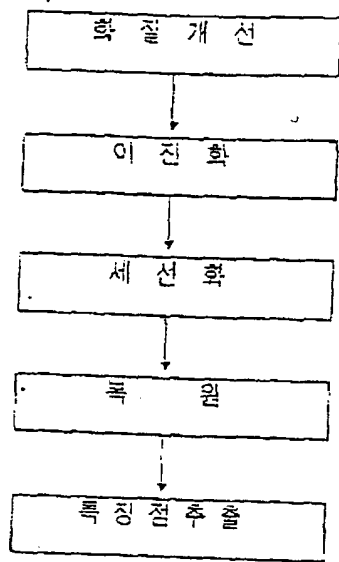 화 질 개 선
이 진 화
세 선 화
복 원
특 징 점 추 출